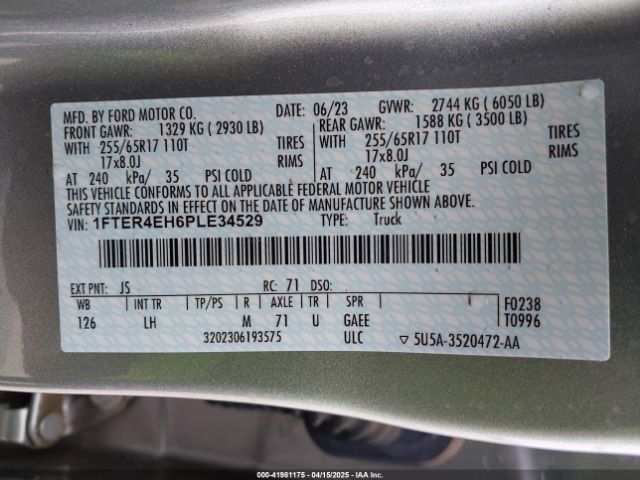 MFD. BY FORD MOTOR CO. DATE: 06/23 GVWR: 2744 KG ( 6050 LB)
FRONT GAWR: 1329 KG ( 2930 LB) REAR GAWR: 1588 KG ( 3500 LB)
WITH 255/65R17 110T TIRES WITH 255/65R17 110T TIRES
17x8.0J RIMS 17x8.0J RIMS
AT 240 kPa/ 35 PSI COLD AT 240 kPa/ 35 PSI COLD
THIS VEHICLE CONFORMS TO ALL APPLICABLE FEDERAL MOTOR VEHICLE
SAFETY STANDARDS IN EFFECT ON THE DATE OF MANUFACTURE SHOWN ABOVE.
VIN: 1FTER4EH6PLE34529 TYPE: Truck
EXT PNT: JS RC: 71 DSO:
WB INT TR TP/PS R AXLE TR SPR F0238
126 LH M 71 U GAEE T0996
3202306193575 ULC ▽ 5U5A-3520472-AA
000-41981175 | 04/15/2025 | IAAI.com